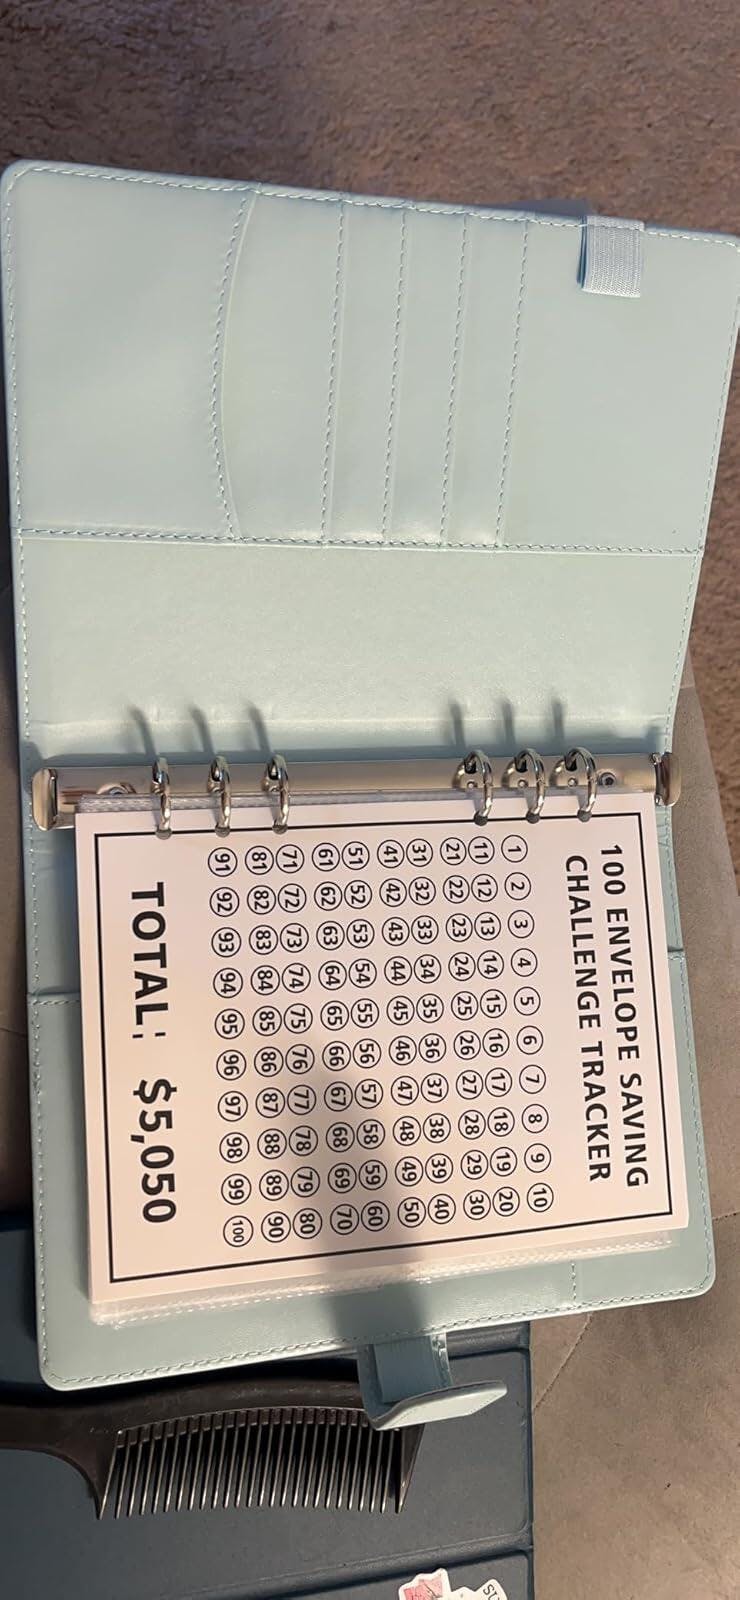 100 ENVELOPE SAVING
CHALLENGE TRACKER
1 2 3 4 5 6 7 8 9 10
11 12 13 14 15 16 17 18 19 20
21 22 23 24 25 26 27 28 29 30
31 32 33 34 35 36 37 38 39 40
41 42 43 44 45 46 47 48 49 50
51 52 53 54 55 56 57 58 59 60
61 62 63 64 65 66 67 68 69 70
71 72 73 74 75 76 77 78 79 80
81 82 83 84 85 86 87 88 89 90
91 92 93 94 95 96 97 98 99 100
TOTAL: $5,050